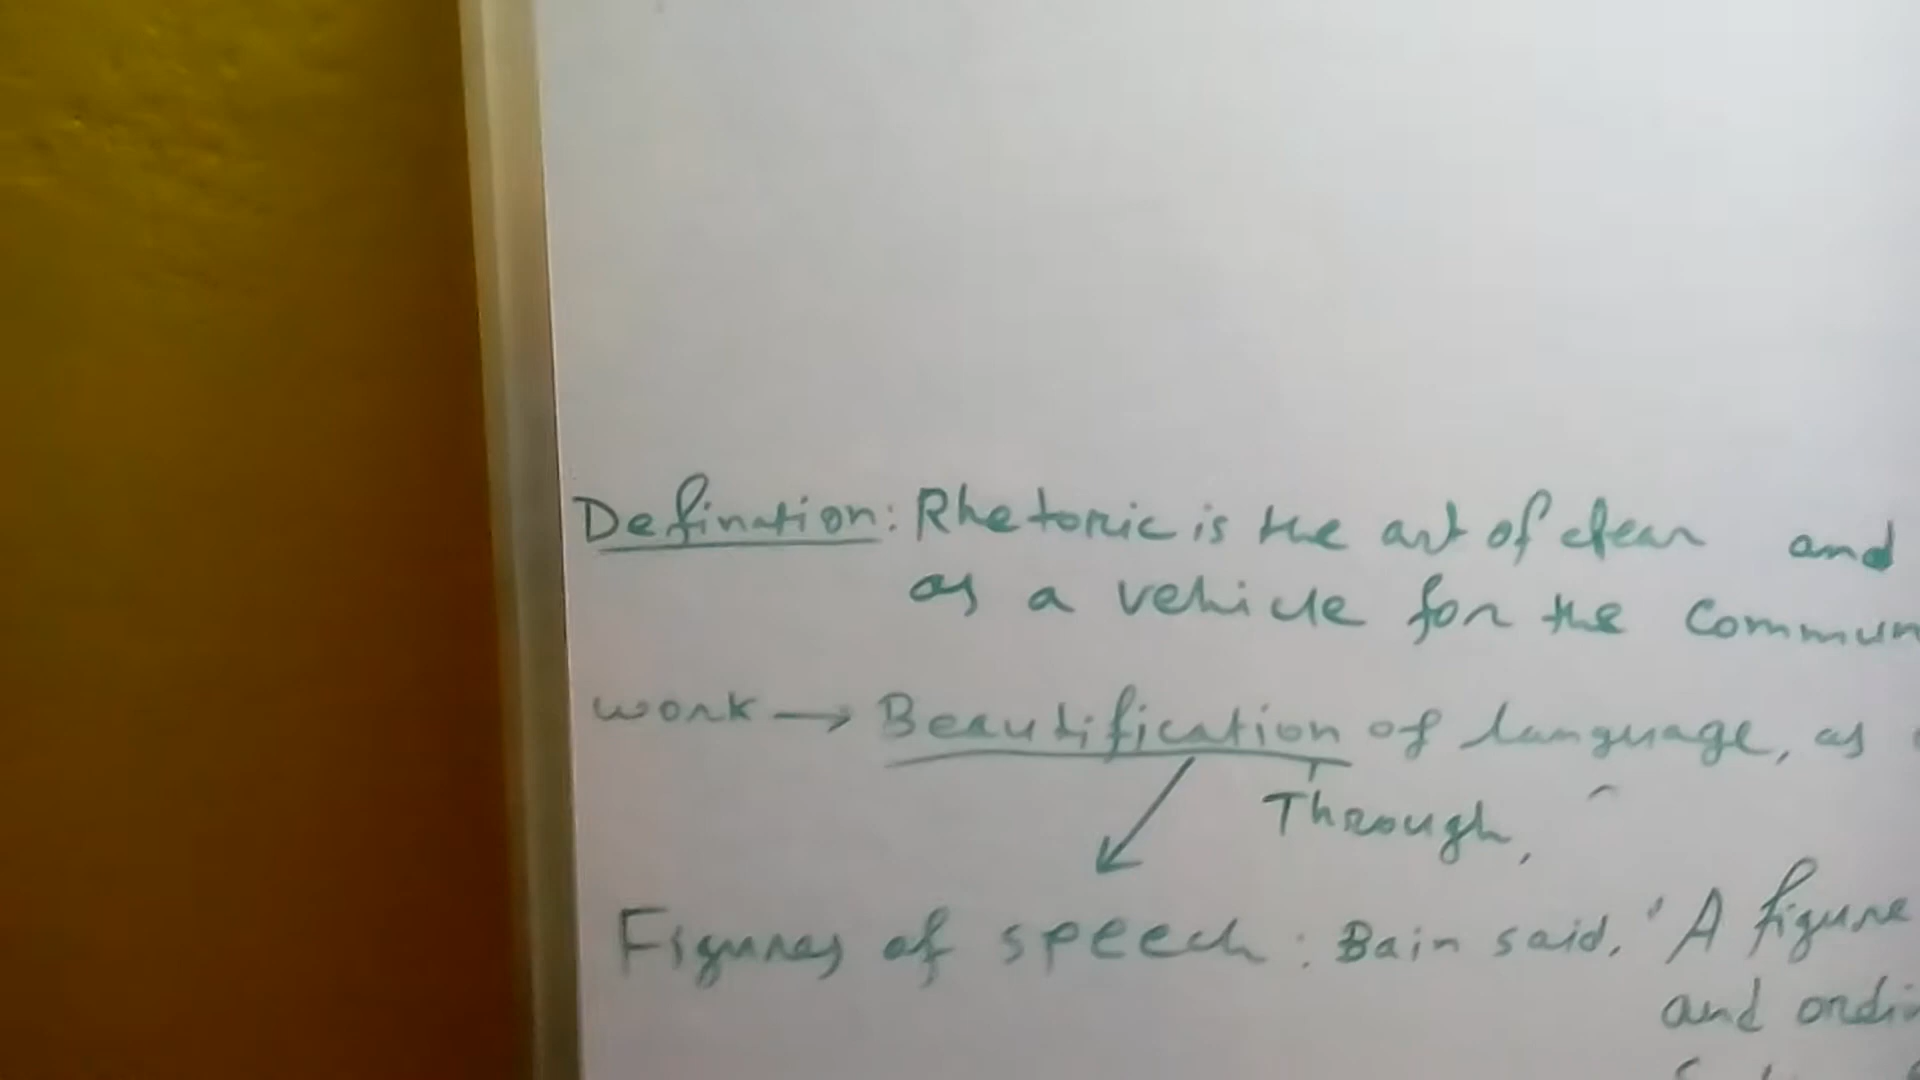 Defination: Rhetoric is the art of clear and
as a vehicle for the Commun
work → Beautification of language, as
Through,
Figures of speech : Bain said, 'A figure
and ordi